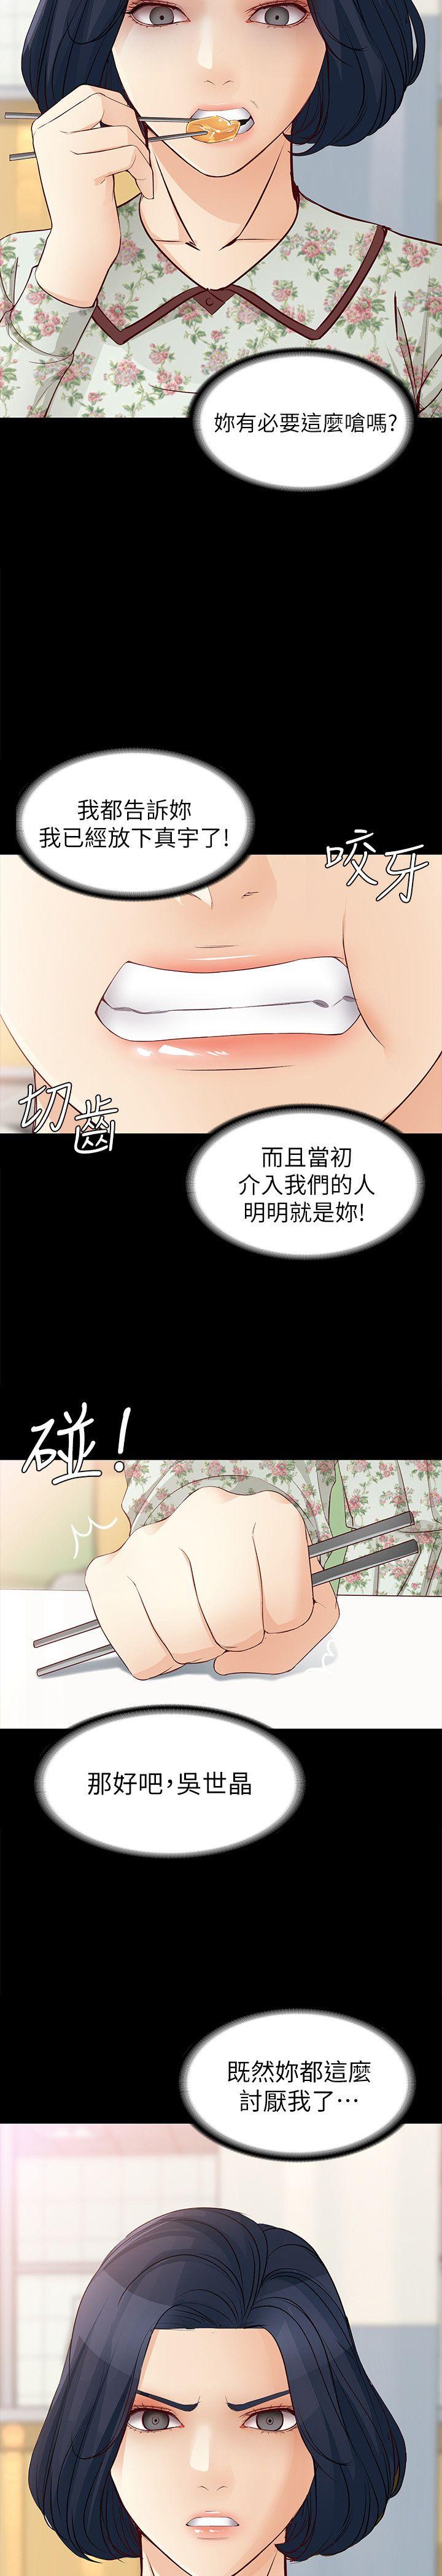 妳有必要這麼嗆嗎?
我都告訴妳
我已經放下真宇了!
咬牙
切齒
而且當初
介入我們的人
明明就是妳!
碰!
那好吧,吳世晶
既然妳都這麼
討厭我了…